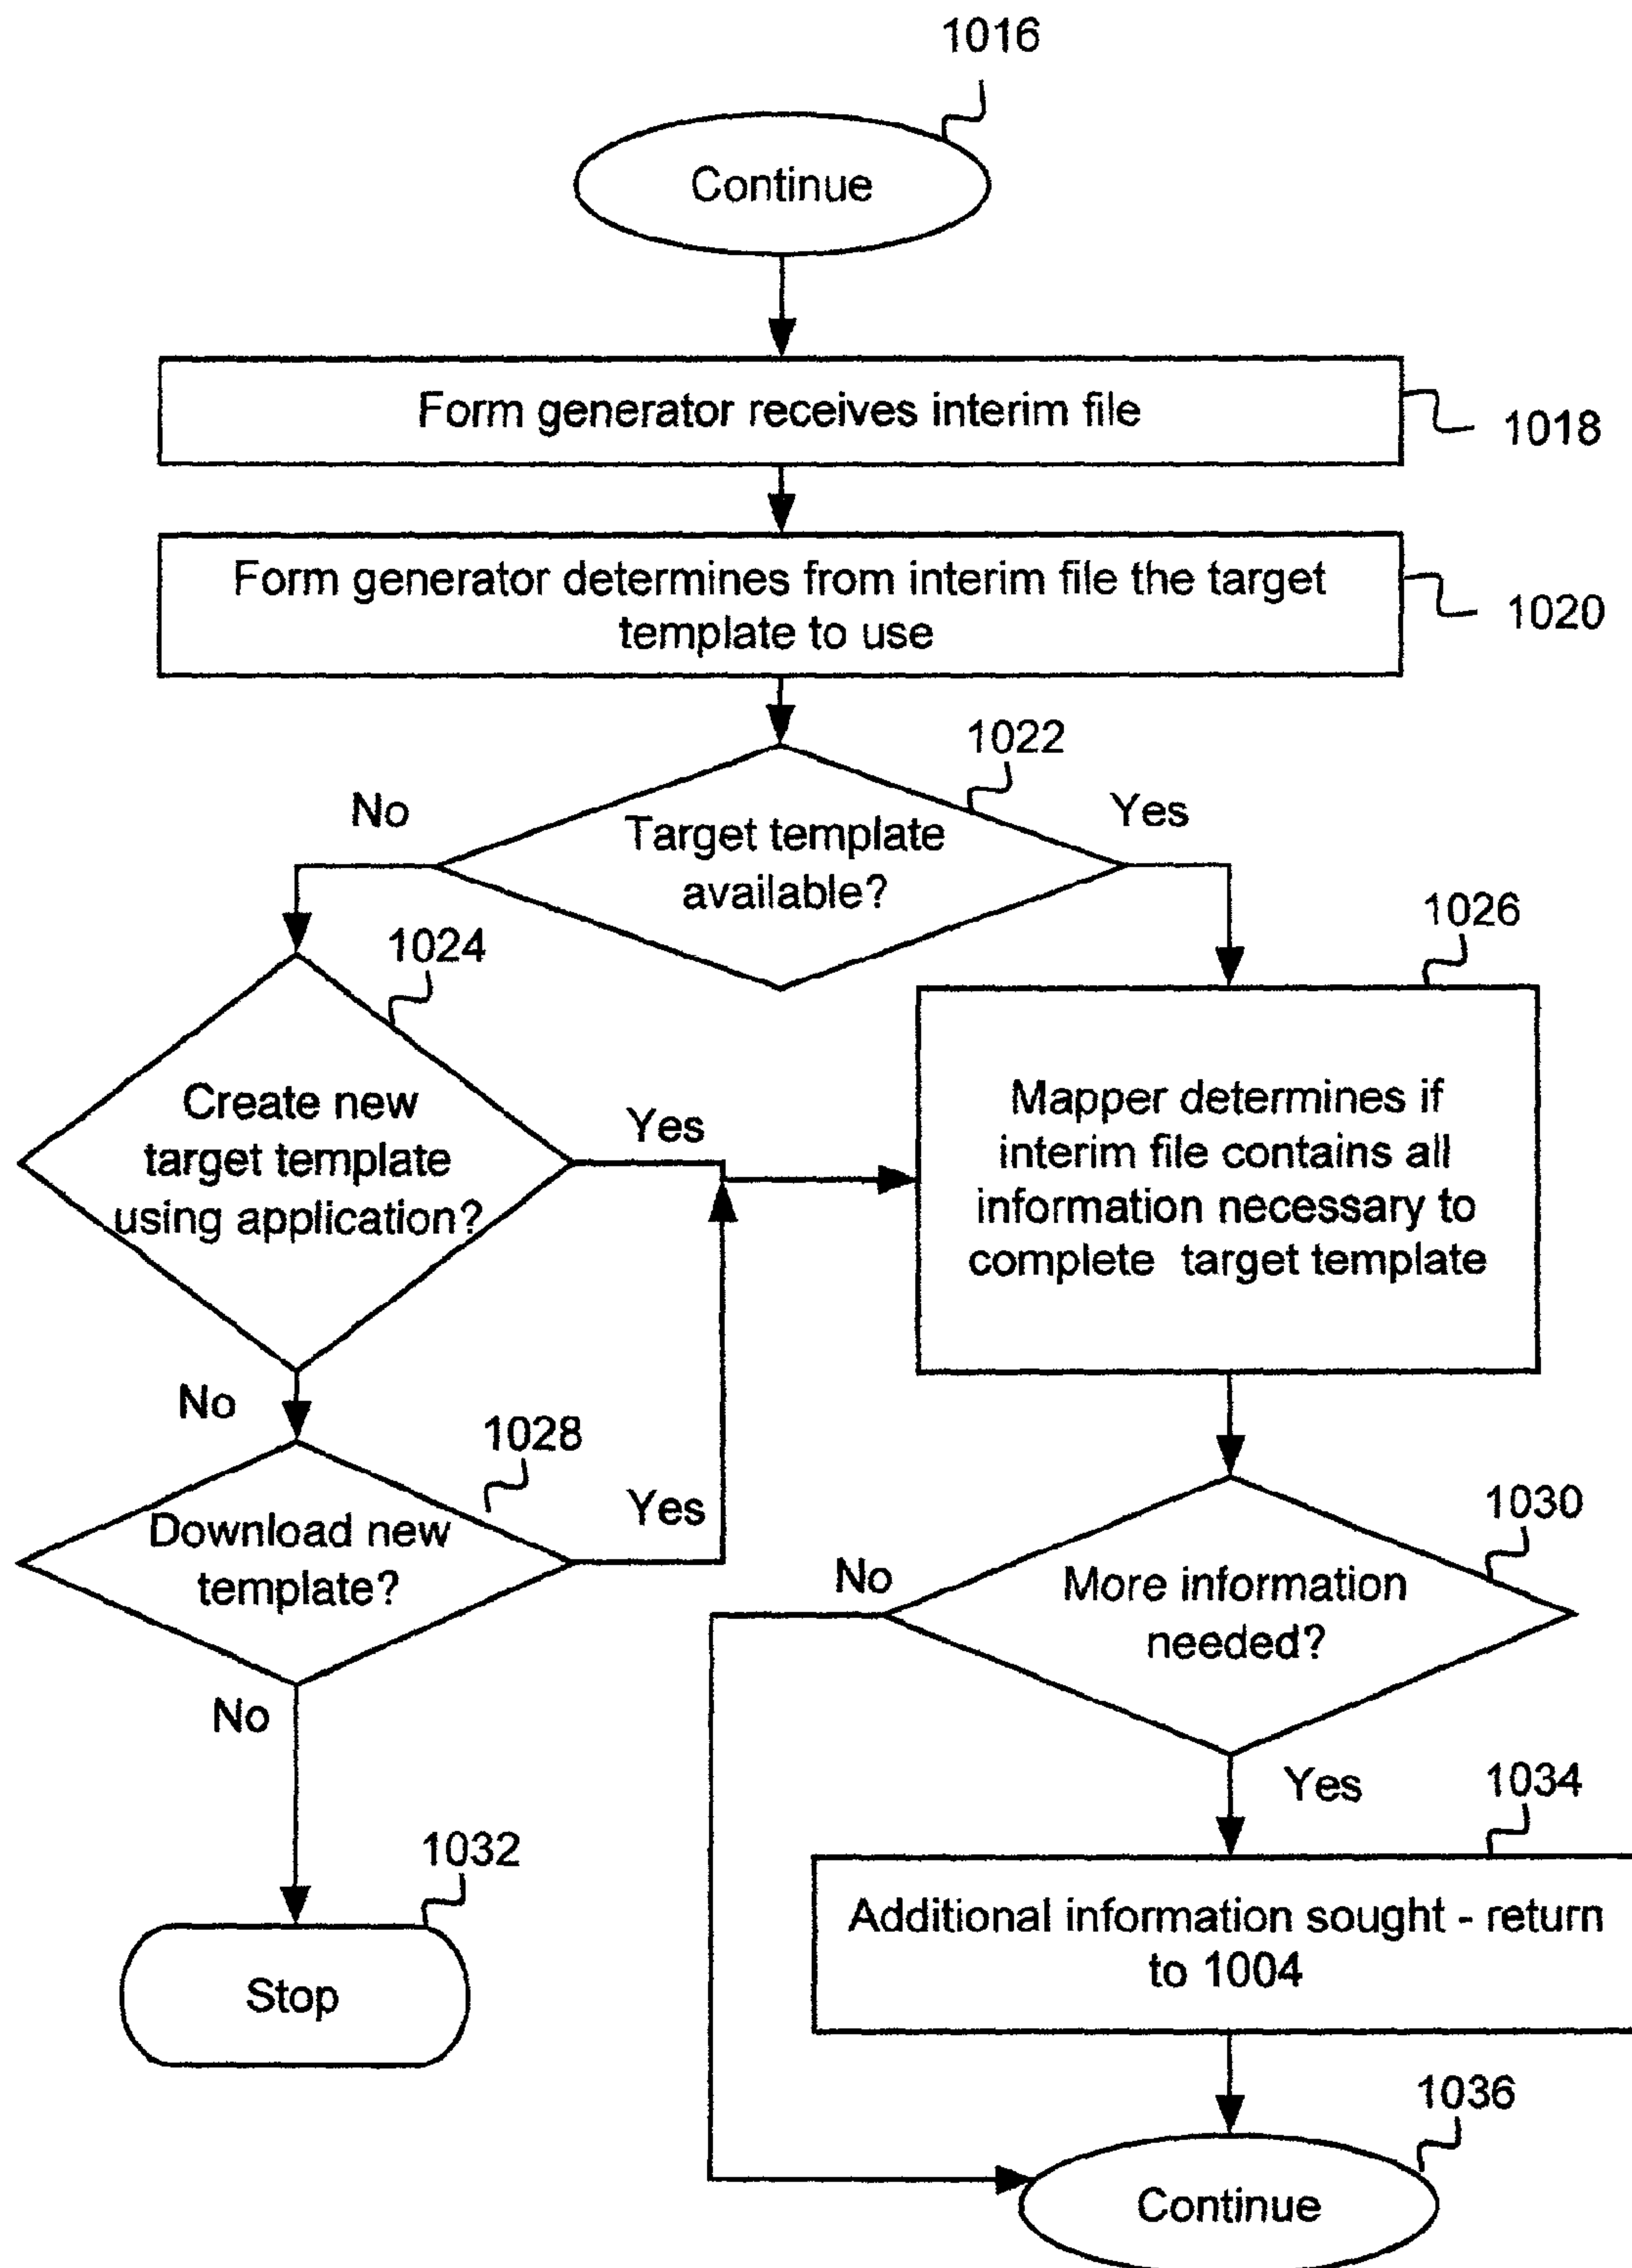 1016
Continue
Form generator receives interim file
1018
Form generator determines from interim file the target
template to use
1020
1022
No
Yes
Target template
available?
1024
1026
Create new
target template
using application?
Yes
Mapper determines if
interim file contains all
information necessary to
complete target template
No
1028
Download new
template?
Yes
1030
No
More information
needed?
No
Yes
1034
1032
Additional information sought - return
to 1004
Stop
1036
Continue